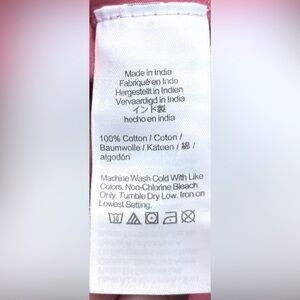 Made in India
Fabriqué en Inde
Hergestellt in Indien
Vervaardigd in India
インド製
hecho en india
100% Cotton / Coton /
Baumwolle / Katoen / 綿 /
algodón
Machine Wash Cold With Like
Colors. Non-Chlorine Bleach
Only. Tumble Dry Low. Iron on
Lowest Setting.
30